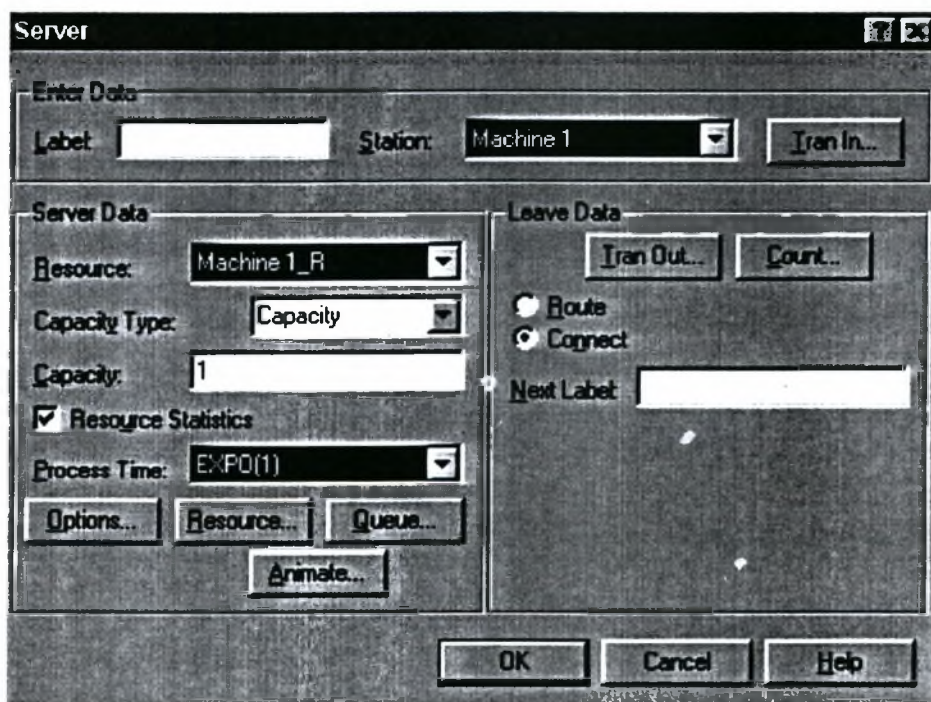 Server
Enter Data
Label: Station: Machine 1 Tran In...
Server Data
Resource: Machine 1_R
Capacity Type: Capacity
Capacity: 1
Resource Statistics
Process Time: EXPO(1)
Options... Resource... Queue...
Animate...
Leave Data
Tran Out... Count...
Route
Connect
Next Label:
OK Cancel Help